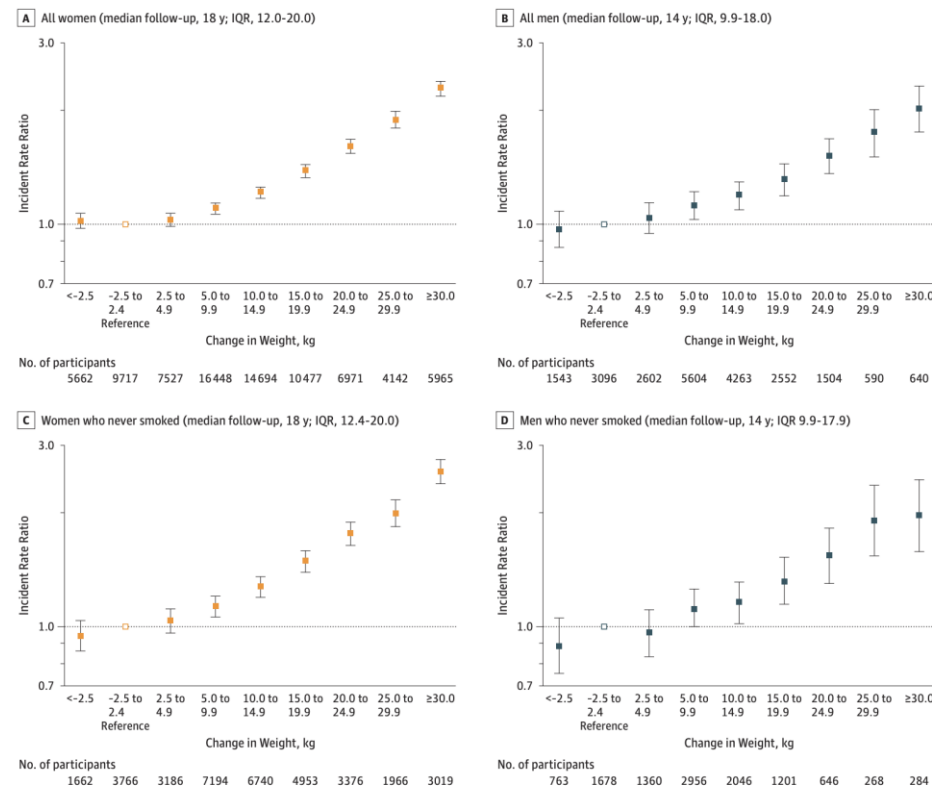 A All women (median follow-up, 18 y; IQR, 12.0-20.0)
3.0
1.0
0.7
Incident Rate Ratio
<−2.5 −2.5 to 2.5 to 5.0 to 10.0 to 15.0 to 20.0 to 25.0 to ≥30.0
2.4 4.9 9.9 14.9 19.9 24.9 29.9
Reference
Change in Weight, kg
No. of participants
5662 9717 7527 16 448 14 694 10 477 6971 4142 5965
B All men (median follow-up, 14 y; IQR, 9.9-18.0)
3.0
1.0
0.7
Incident Rate Ratio
<−2.5 −2.5 to 2.5 to 5.0 to 10.0 to 15.0 to 20.0 to 25.0 to ≥30.0
2.4 4.9 9.9 14.9 19.9 24.9 29.9
Reference
Change in Weight, kg
No. of participants
1543 3096 2602 5604 4263 2552 1504 590 640
C Women who never smoked (median follow-up, 18 y; IQR, 12.4-20.0)
3.0
1.0
0.7
Incident Rate Ratio
<−2.5 −2.5 to 2.5 to 5.0 to 10.0 to 15.0 to 20.0 to 25.0 to ≥30.0
2.4 4.9 9.9 14.9 19.9 24.9 29.9
Reference
Change in Weight, kg
No. of participants
1662 3766 3186 7194 6740 4953 3376 1966 3019
D Men who never smoked (median follow-up, 14 y; IQR 9.9-17.9)
3.0
1.0
0.7
Incident Rate Ratio
<−2.5 −2.5 to 2.5 to 5.0 to 10.0 to 15.0 to 20.0 to 25.0 to ≥30.0
2.4 4.9 9.9 14.9 19.9 24.9 29.9
Reference
Change in Weight, kg
No. of participants
763 1678 1360 2956 2046 1201 646 268 284